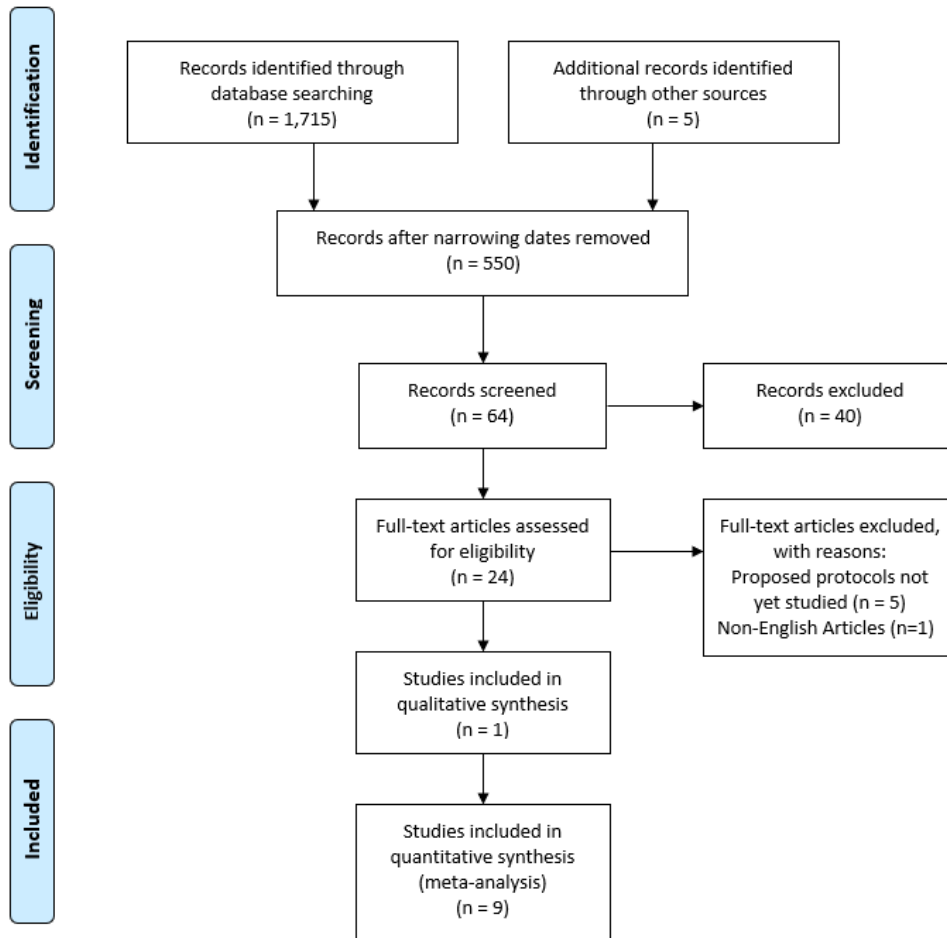 Identification
Records identified through
database searching
(n = 1,715)
Additional records identified
through other sources
(n = 5)
Records after narrowing dates removed
(n = 550)
Screening
Records screened
(n = 64)
Records excluded
(n = 40)
Eligibility
Full-text articles assessed
for eligibility
(n = 24)
Full-text articles excluded,
with reasons:
Proposed protocols not
yet studied (n = 5)
Non-English Articles (n=1)
Studies included in
qualitative synthesis
(n = 1)
Included
Studies included in
quantitative synthesis
(meta-analysis)
(n = 9)